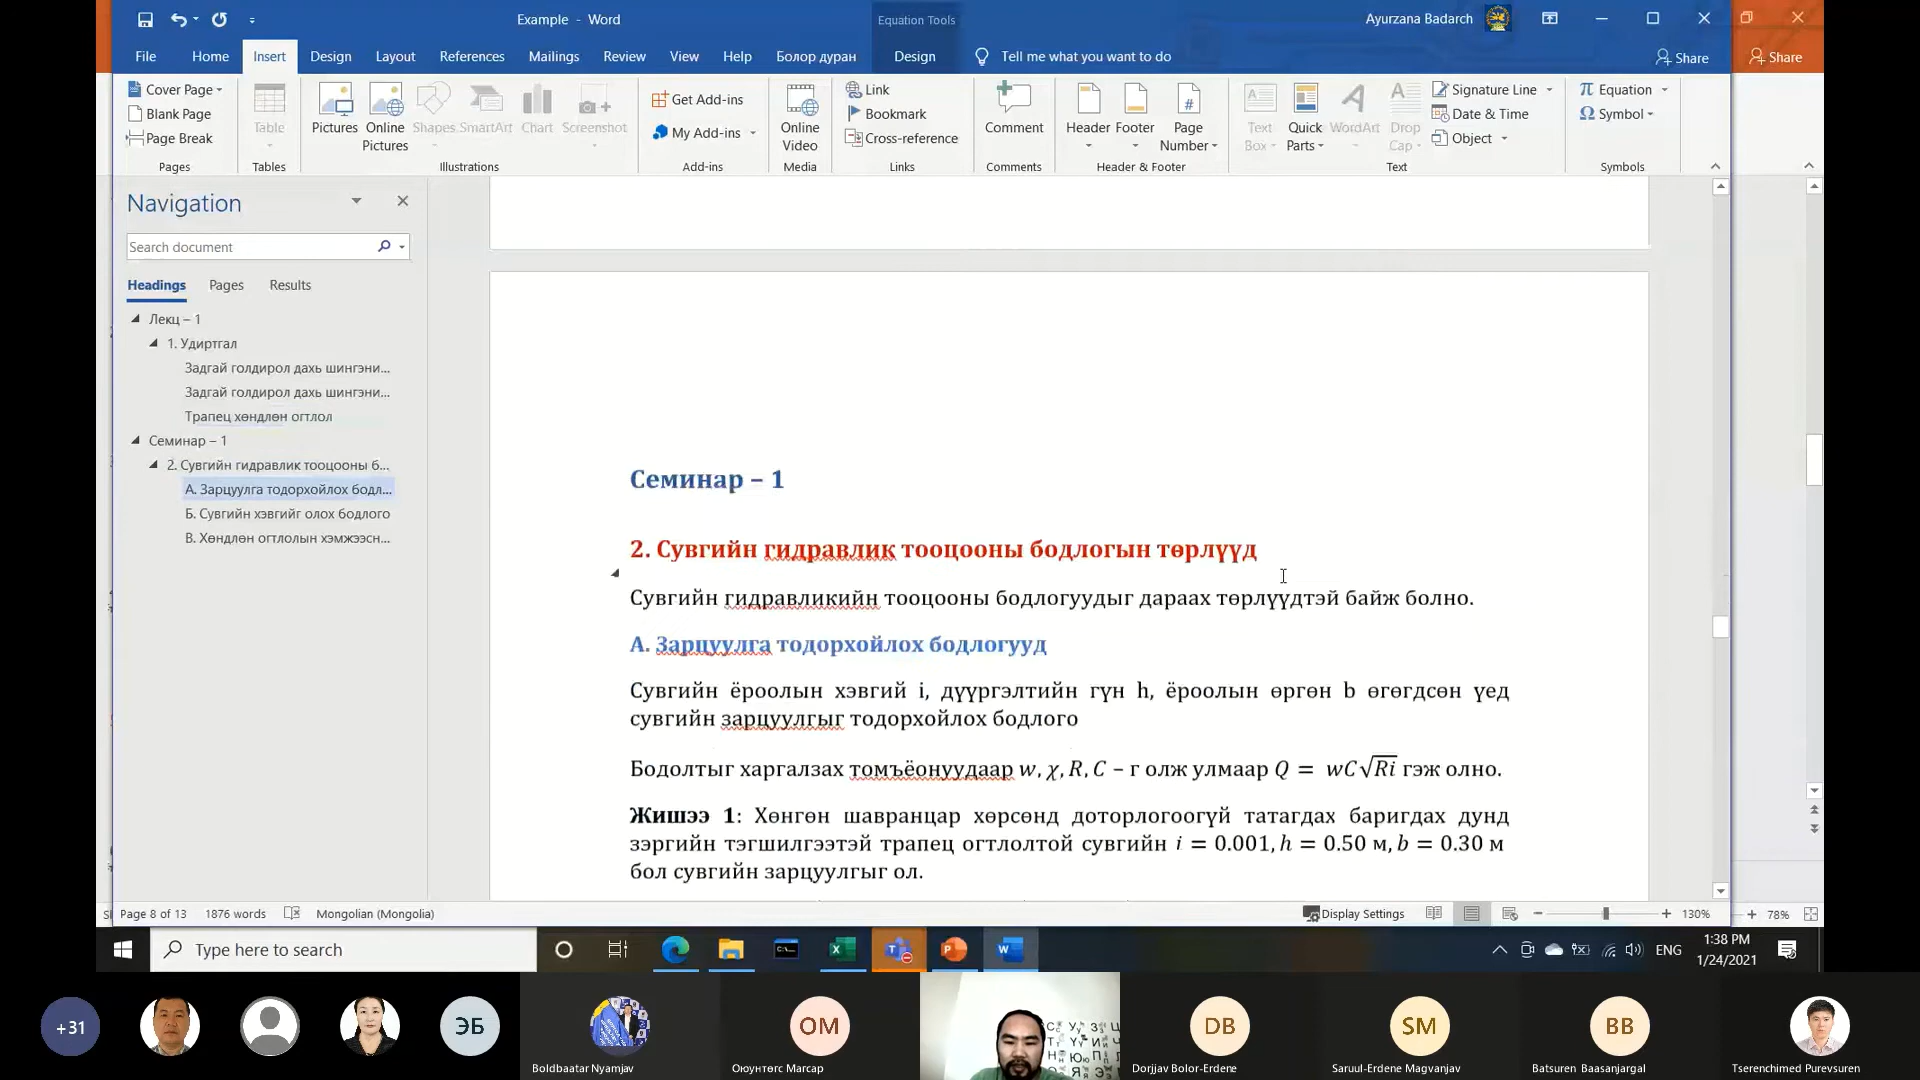 Example - Word
Equation Tools
Ayurzana Badarch
File Home Insert Design Layout References Mailings Review View Help Болор дуран Design Tell me what you want to do Share Share
Cover Page
Blank Page
Page Break
Pages
Table
Tables
Pictures
Online Pictures
Shapes
SmartArt
Chart
Screenshot
Illustrations
Get Add-ins
My Add-ins
Add-ins
Online Video
Media
Link
Bookmark
Cross-reference
Links
Comment
Comments
Header
Footer
Page Number
Header & Footer
Text Box
Quick Parts
WordArt
Drop Cap
Signature Line
Date & Time
Object
Text
π Equation
Ω Symbol
Symbols
Navigation
Search document
Headings Pages Results
Лекц – 1
1. Удиртгал
Задгай голдирол дахь шингэни...
Задгай голдирол дахь шингэни...
Трапец хөндлөн огтлол
Семинар – 1
2. Сувгийн гидравлик тооцооны б...
А. Зарцуулга тодорхойлох бодл...
Б. Сувгийн хэвгийг олох бодлого
В. Хөндлөн огтлолын хэмжээсн...
Семинар – 1
2. Сувгийн гидравлик тооцооны бодлогын төрлүүд
Сувгийн гидравликийн тооцооны бодлогуудыг дараах төрлүүдтэй байж болно.
А. Зарцуулга тодорхойлох бодлогууд
Сувгийн ёроолын хэвгий i, дүүргэлтийн гүн h, ёроолын өргөн b өгөгдсөн үед
сувгийн зарцуулгыг тодорхойлох бодлого
Бодолтыг харгалзах томъёонуудаар w, χ, R, C – г олж улмаар Q = wC√Ri гэж олно.
Жишээ 1: Хөнгөн шавранцар хөрсөнд доторлогоогүй татагдах баригдах дунд
зэргийн тэгшилгээтэй трапец огтлолтой сувгийн i = 0.001, h = 0.50 м, b = 0.30 м
бол сувгийн зарцуулгыг ол.
Page 8 of 13 1876 words Mongolian (Mongolia) Display Settings 130% 78%
Type here to search
ENG
1:38 PM
1/24/2021
+31
ЭБ
OM
DB
SM
BB
Boldbaatar Nyamjav
Оюунтөгс Магсар
Dorjjav Bolor-Erdene
Saruul-Erdene Magvanjav
Batsuren Baasanjargal
Tserenchimed Purevsuren